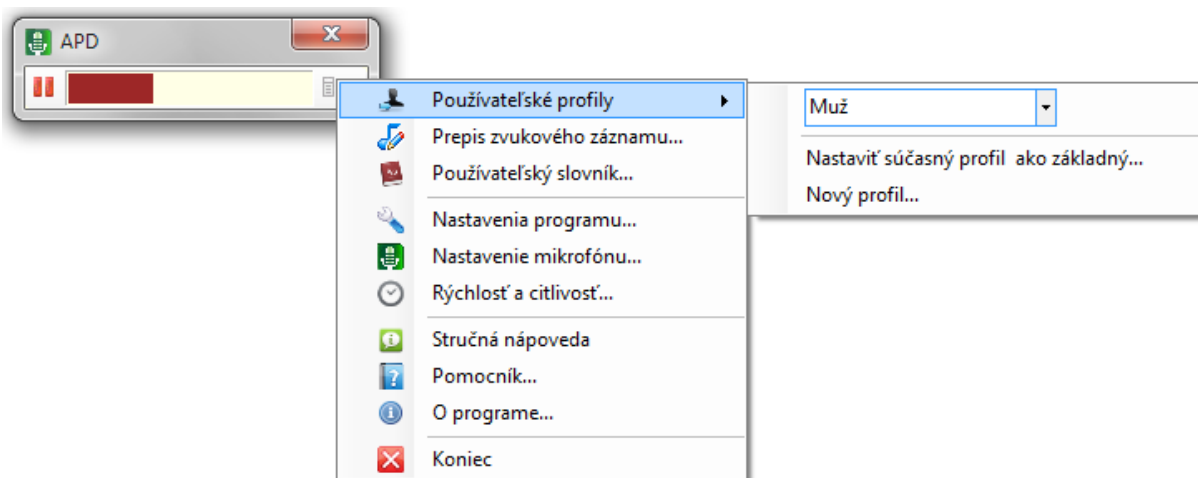 APD
Používateľské profily
Prepis zvukového záznamu...
Používateľský slovník...
Nastavenia programu...
Nastavenie mikrofónu...
Rýchlosť a citlivosť...
Stručná nápoveda
Pomocník...
O programe...
Koniec
Muž
Nastaviť súčasný profil  ako základný...
Nový profil...